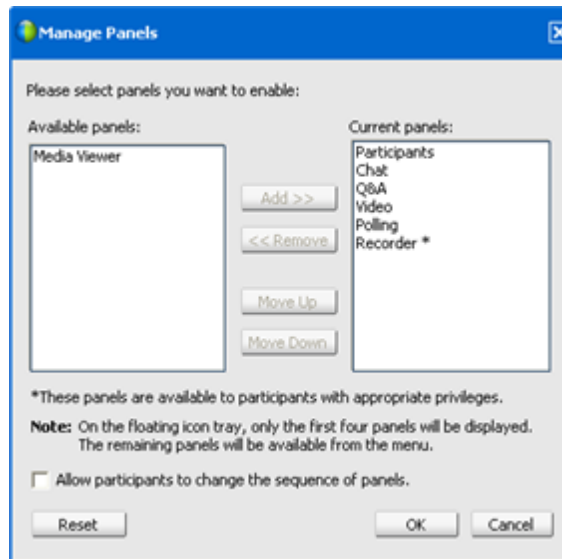 Manage Panels
Please select panels you want to enable:
Available panels:
Current panels:
Media Viewer
Participants
Chat
Q&A
Video
Polling
Recorder *
Add >>
<< Remove
Move Up
Move Down
*These panels are available to participants with appropriate privileges.
Note: On the floating icon tray, only the first four panels will be displayed.
The remaining panels will be available from the menu.
Allow participants to change the sequence of panels.
Reset
OK
Cancel